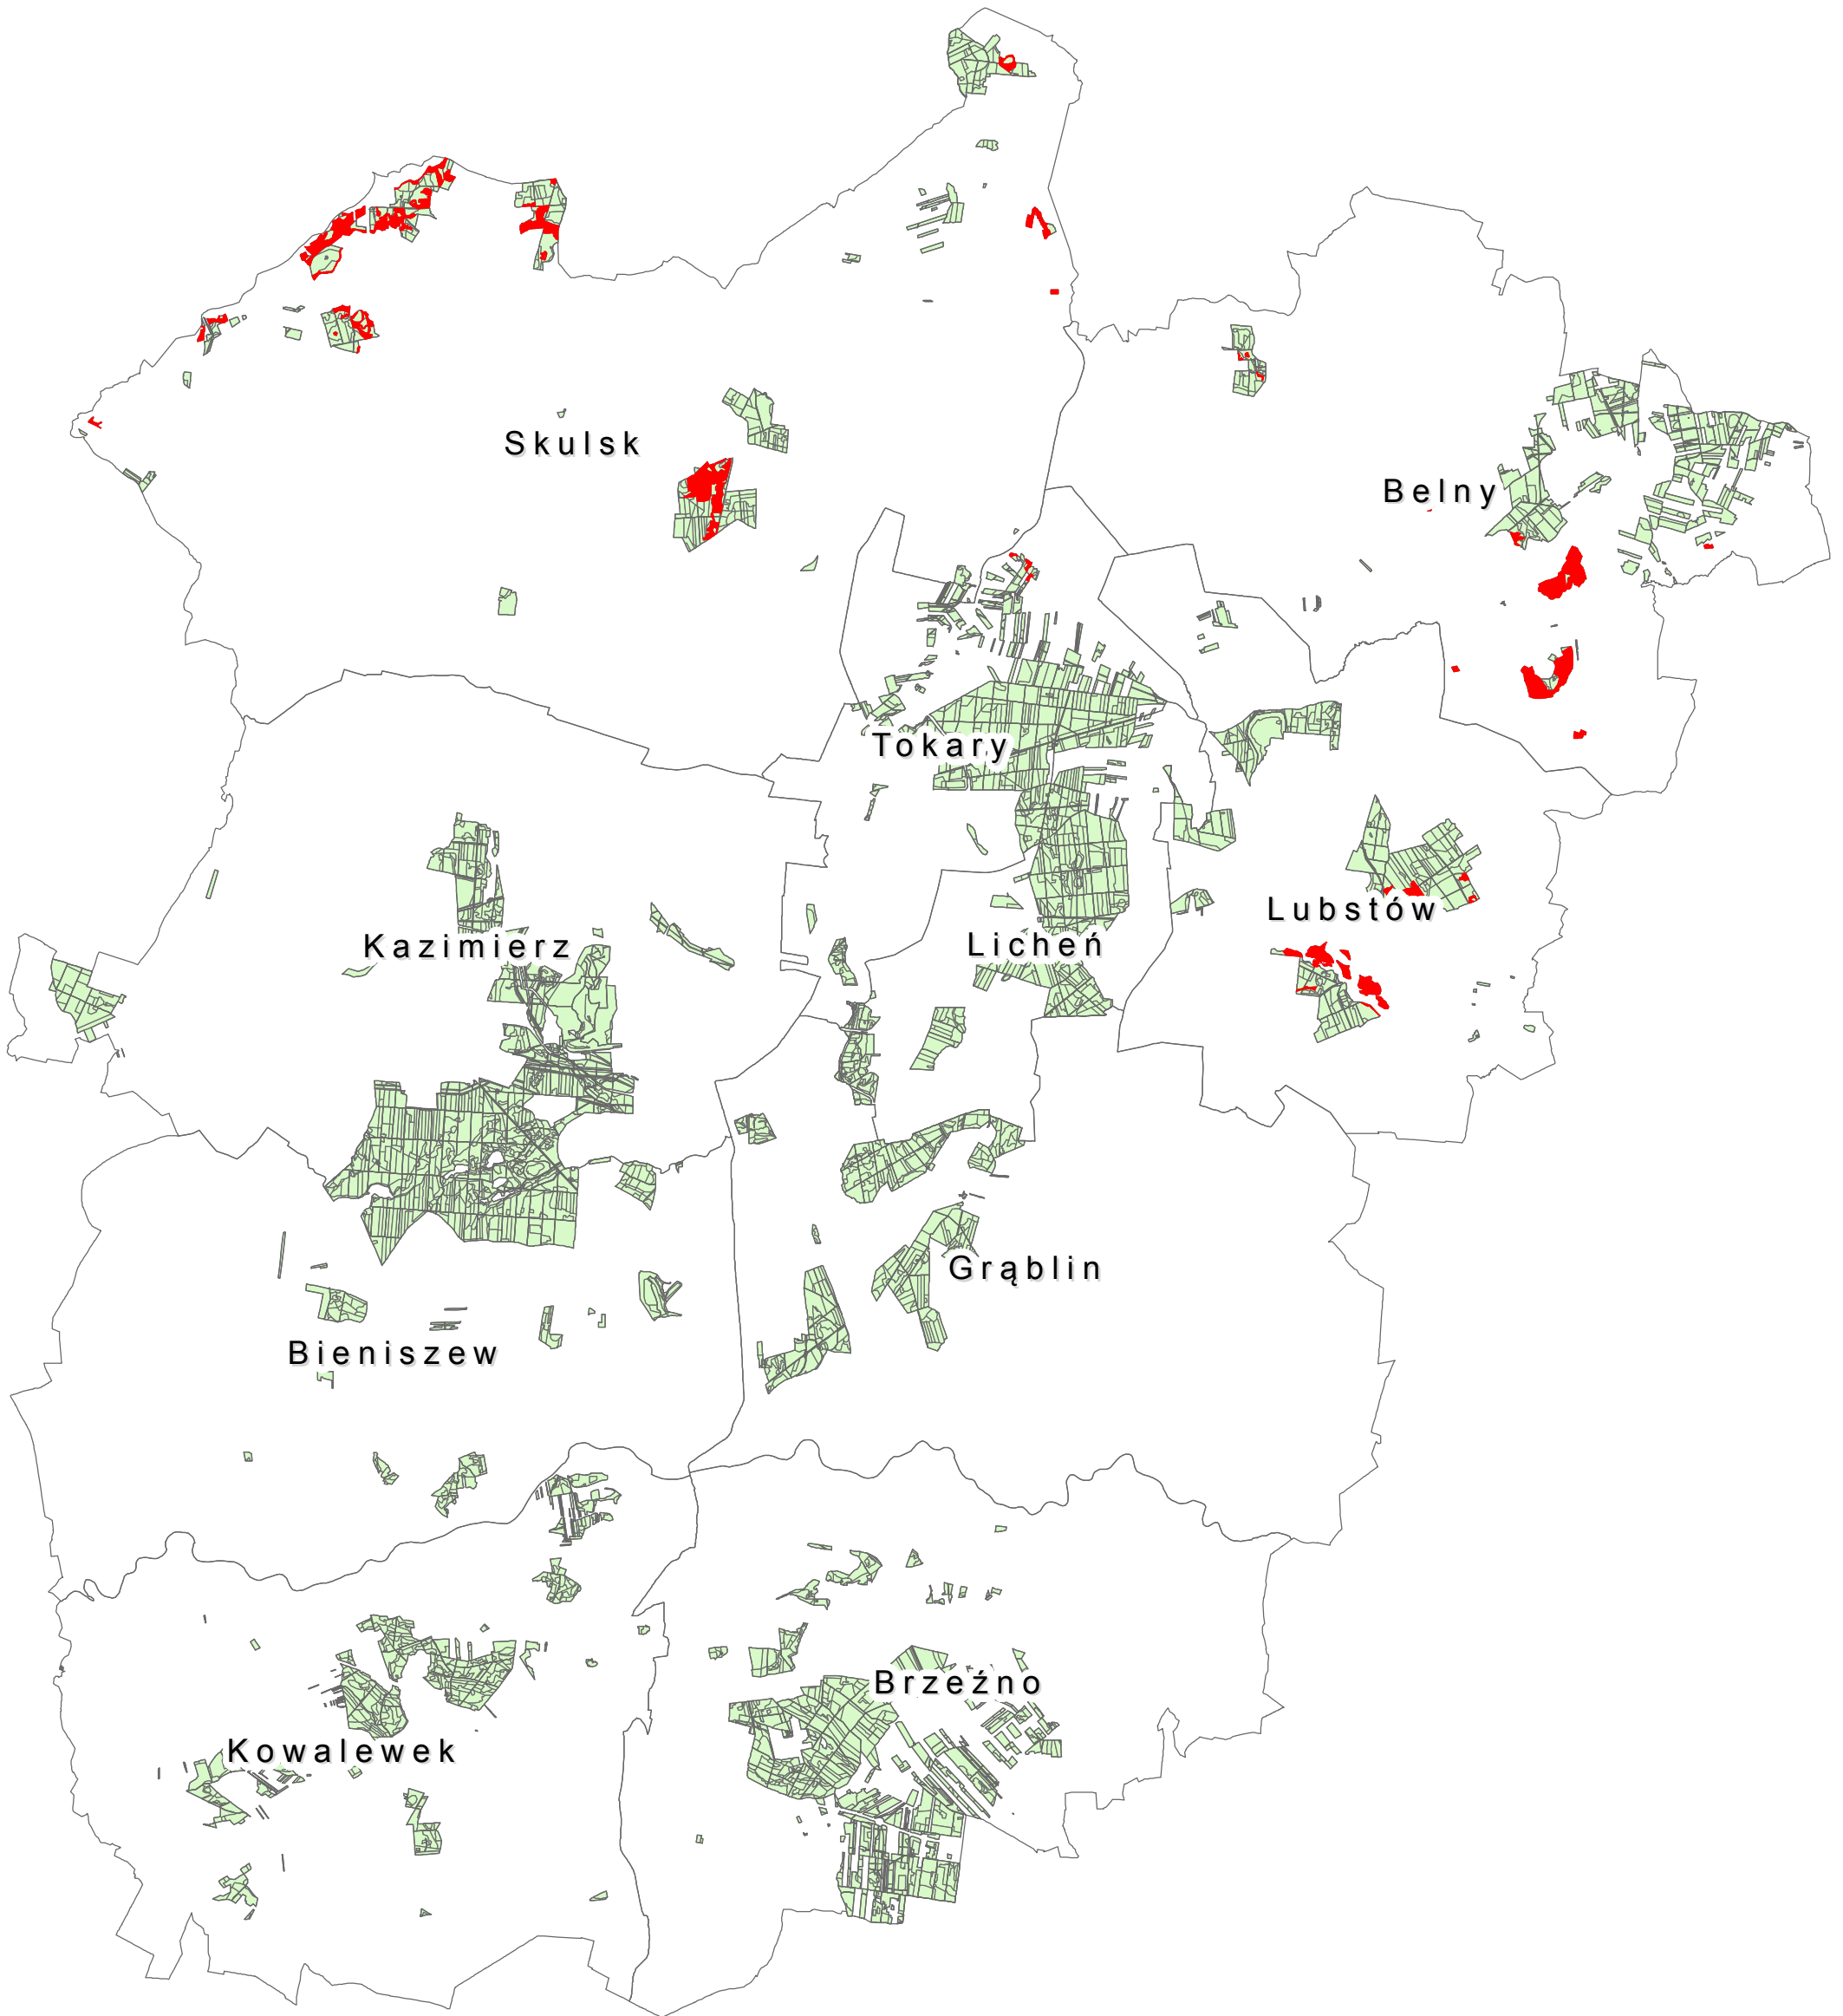 Skulsk
Belny
Tokary
Lubstów
Kazimierz
Licheń
Grąblin
Bieniszew
Brzeźno
Kowalewek